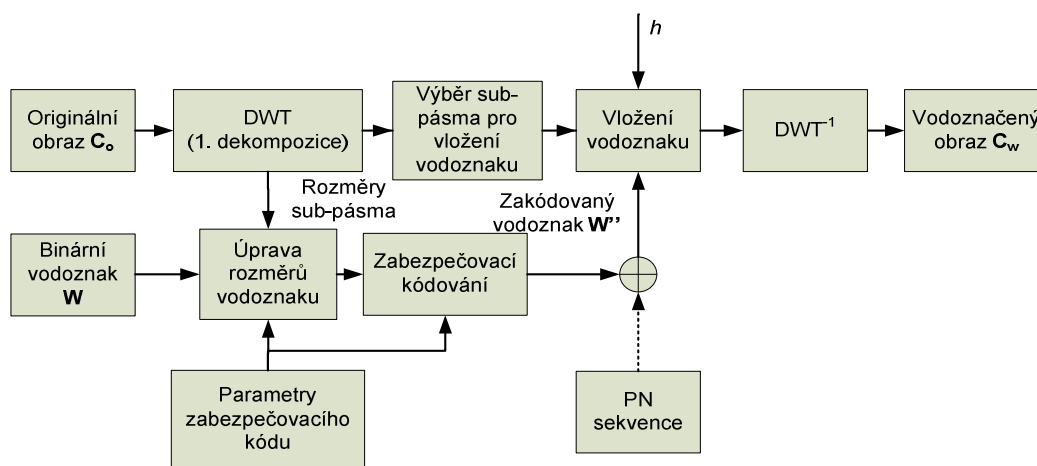 h
Originální
obraz Co
DWT
(1. dekompozice)
Výběr sub-
pásma pro
vložení
vodoznaku
Vložení
vodoznaku
DWT-1
Vodoznačený
obraz Cw
Rozměry
sub-pásma
Zakódovaný
vodoznak W’’
Binární
vodoznak
W
Úprava
rozměrů
vodoznaku
Zabezpečovací
kódování
Parametry
zabezpečovacího
kódu
PN
sekvence